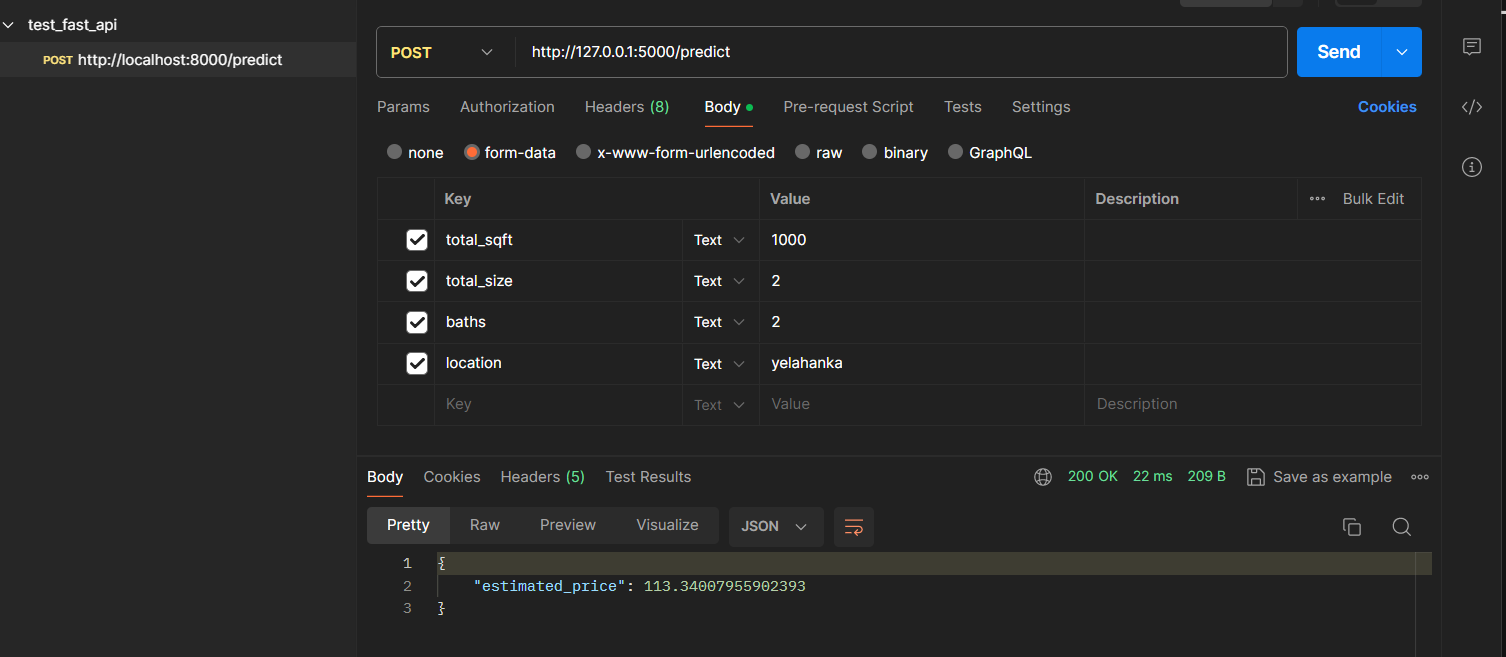 test_fast_api
POST http://localhost:8000/predict
POST http://127.0.0.1:5000/predict Send
Params Authorization Headers (8) Body Pre-request Script Tests Settings Cookies
none form-data x-www-form-urlencoded raw binary GraphQL
Key Value Description Bulk Edit
total_sqft Text 1000
total_size Text 2
baths Text 2
location Text yelahanka
Key Text Value Description
Body Cookies Headers (5) Test Results 200 OK 22 ms 209 B Save as example
Pretty Raw Preview Visualize JSON
1 {
2 "estimated_price": 113.34007955902393
3 }